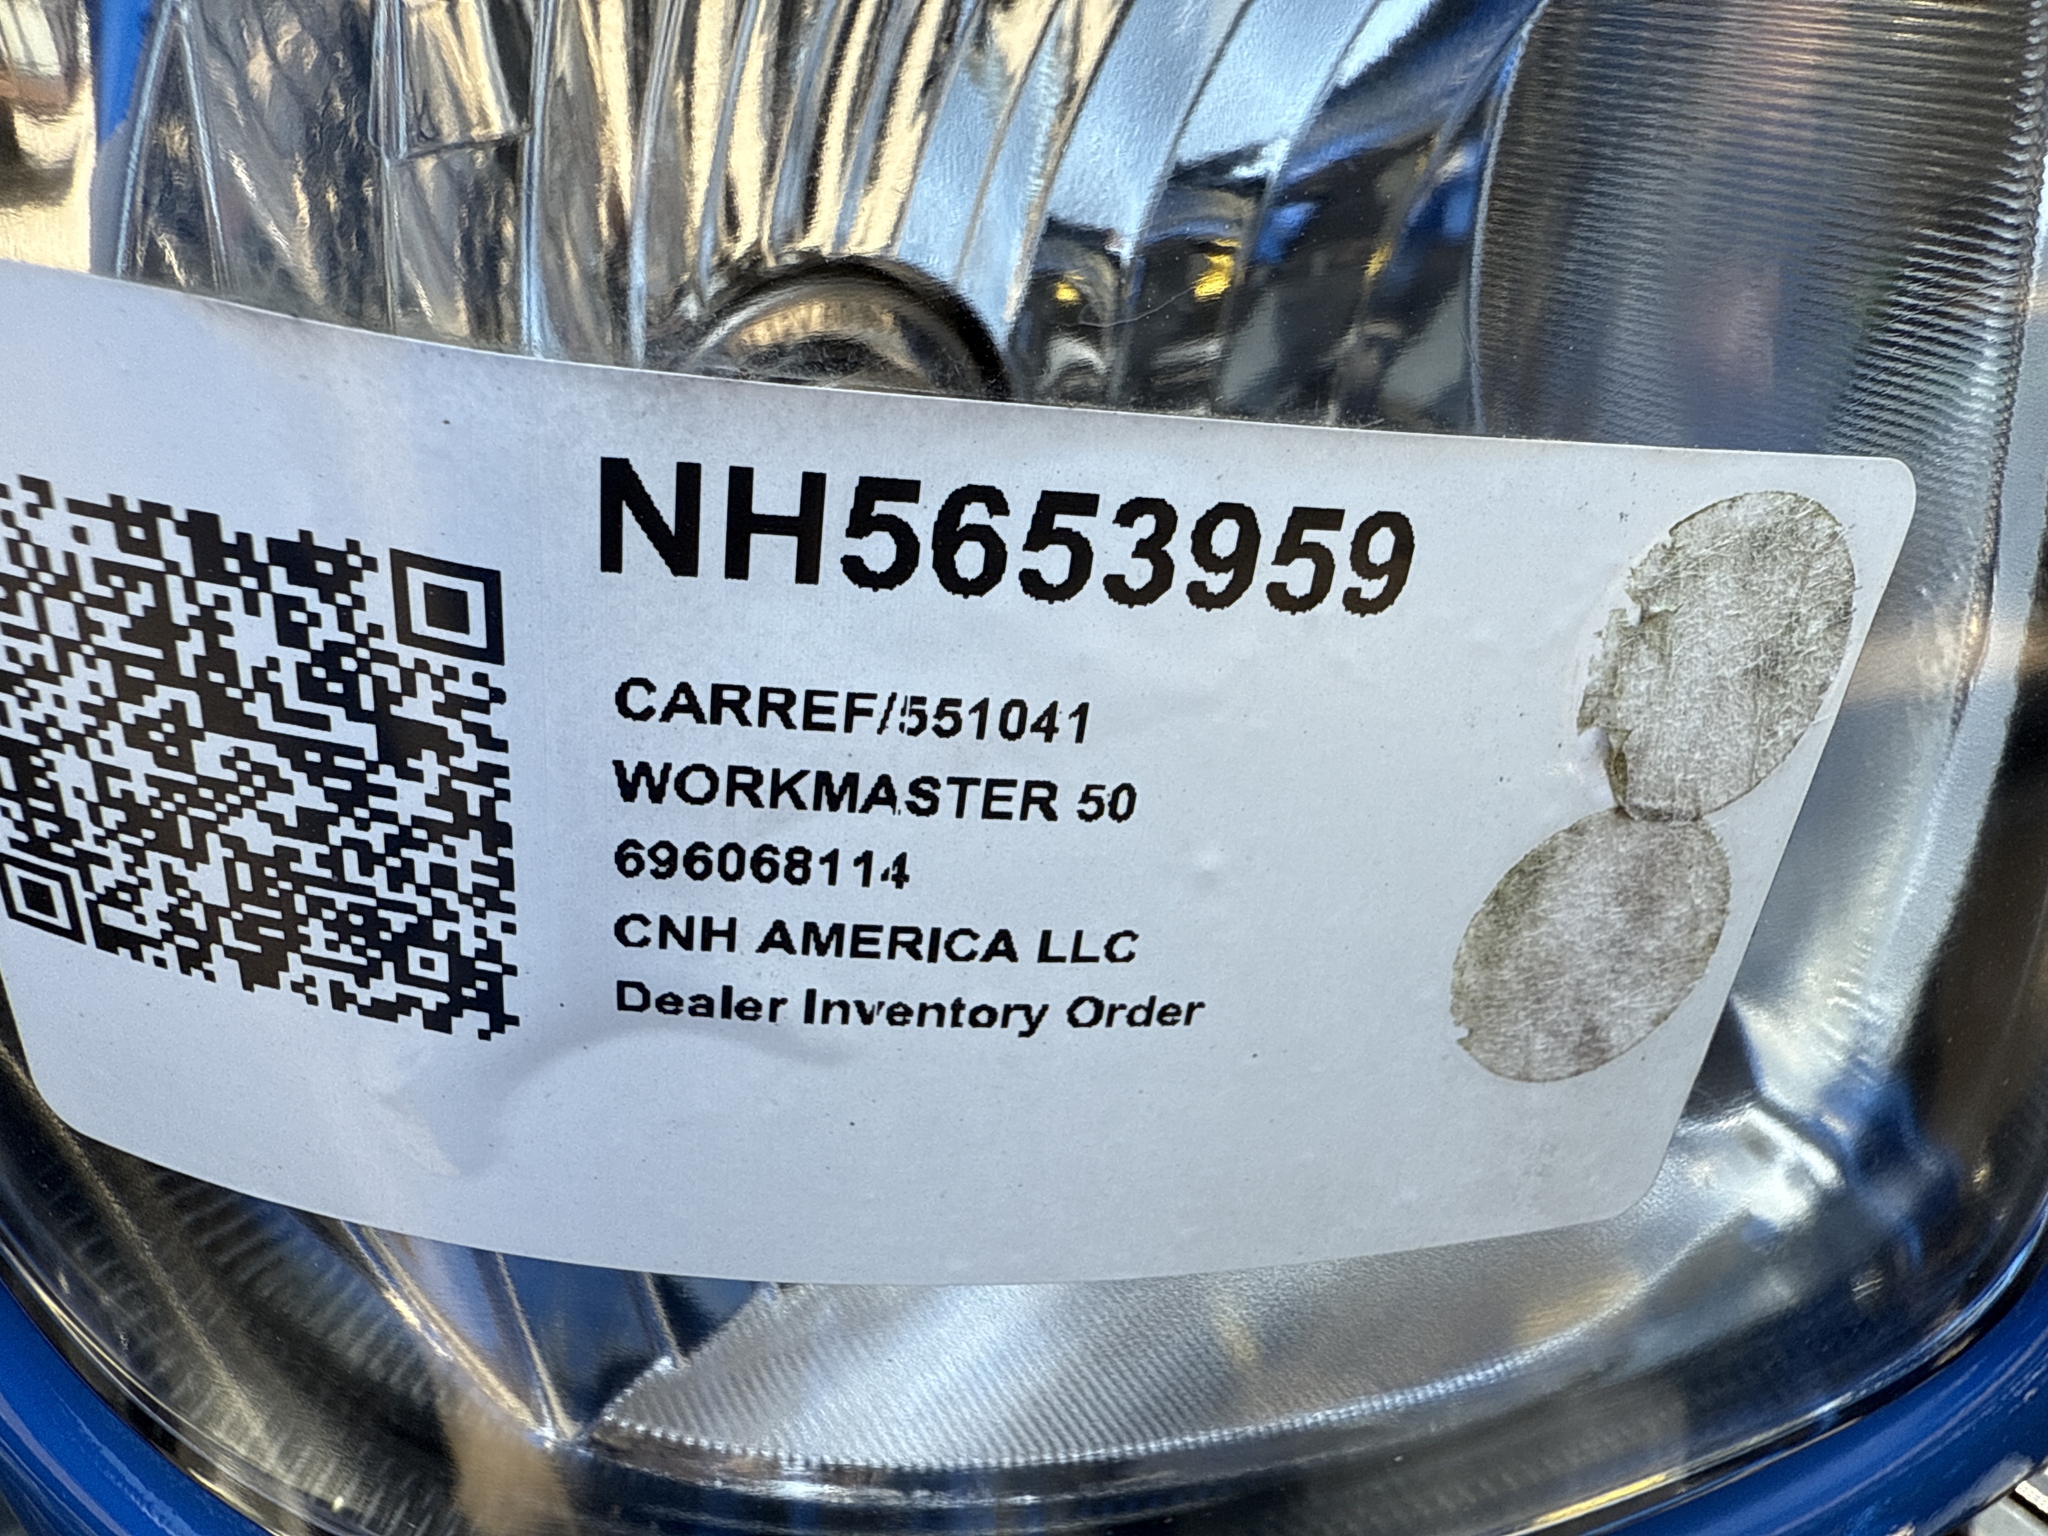 NH5653959
CARREF/551041
WORKMASTER 50
696068114
CNH AMERICA LLC
Dealer Inventory Order